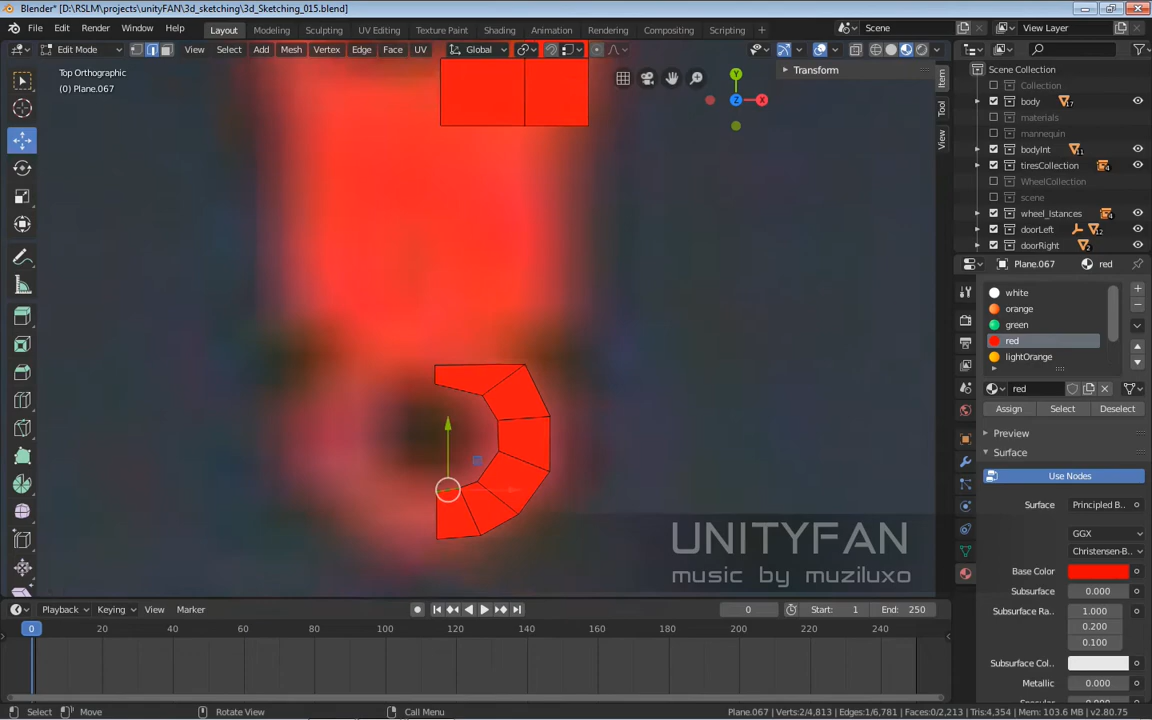 Blender* [D:\RSLM\projects\unityFAN\3d_sketching\3d_Sketching_015.blend]
File Edit Render Window Help Layout Modeling Sculpting UV Editing Texture Paint Shading Animation Rendering Compositing Scripting + Scene View Layer
Edit Mode View Select Add Mesh Vertex Edge Face UV Global
Top Orthographic
(0) Plane.067
Y
X
Z
Transform
Item
Tool
View
Scene Collection
Collection
body 17
materials
mannequin
bodyInt 11
tiresCollection 4
WheelCollection
scene
wheel_Istances 4
doorLeft 12
doorRight 2
Plane.067 red
white
orange
green
red
lightOrange
red
Assign Select Deselect
Preview
Surface
Use Nodes
Surface Principled B..
GGX
Christensen-B..
Base Color
Subsurface 0.000
Subsurface Ra.. 1.000
0.200
0.100
Subsurface Col..
Metallic 0.000
UNITYFAN
music by muziluxo
Playback Keying View Marker 0 Start: 1 End: 250
0 20 40 60 80 100 120 140 160 180 200 220 240
Select Move Rotate View Call Menu Plane.067 | Verts:2/4,813 | Edges:1/6,781 | Faces:0/2,213 | Tris:4,354 | Mem: 103.6 MB | v2.80.75